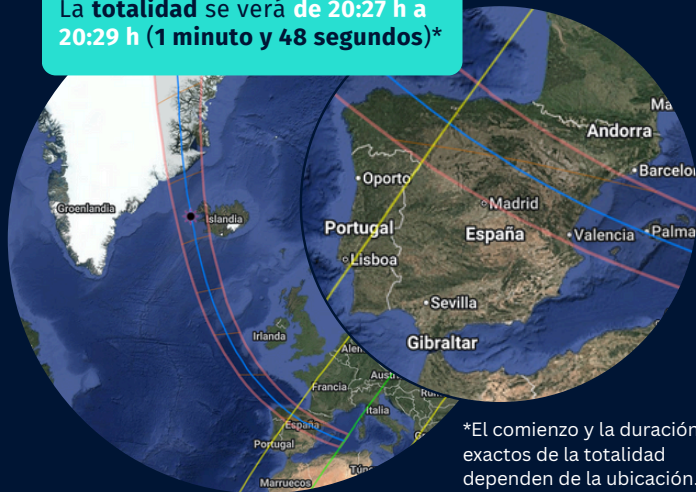 La totalidad se verá de 20:27 h a
20:29 h (1 minuto y 48 segundos)*
Groenlandia
Islandia
Irlanda
Francia
España
Portugal
Italia
Marruecos
Andorra
Oporto
Madrid
Portugal
España
Valencia
Palma
Lisboa
Sevilla
Gibraltar
*El comienzo y la duración
exactos de la totalidad
dependen de la ubicación.